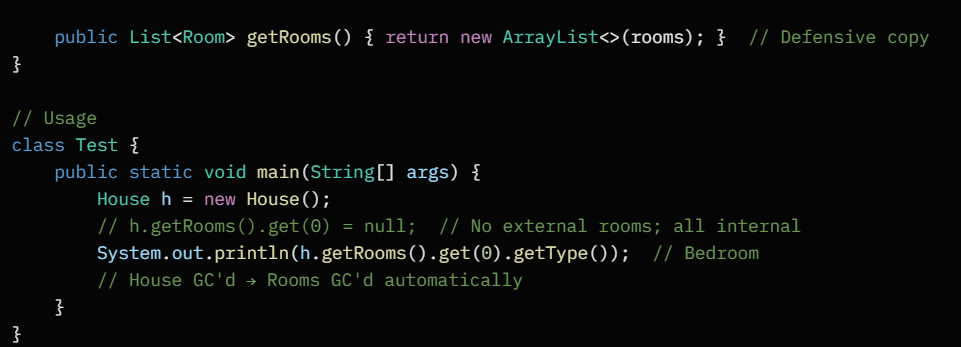 public List<Room> getRooms() { return new ArrayList<>(rooms); }  // Defensive copy
}

// Usage
class Test {
    public static void main(String[] args) {
        House h = new House();
        // h.getRooms().get(0) = null;  // No external rooms; all internal
        System.out.println(h.getRooms().get(0).getType());  // Bedroom
        // House GC'd → Rooms GC'd automatically
    }
}